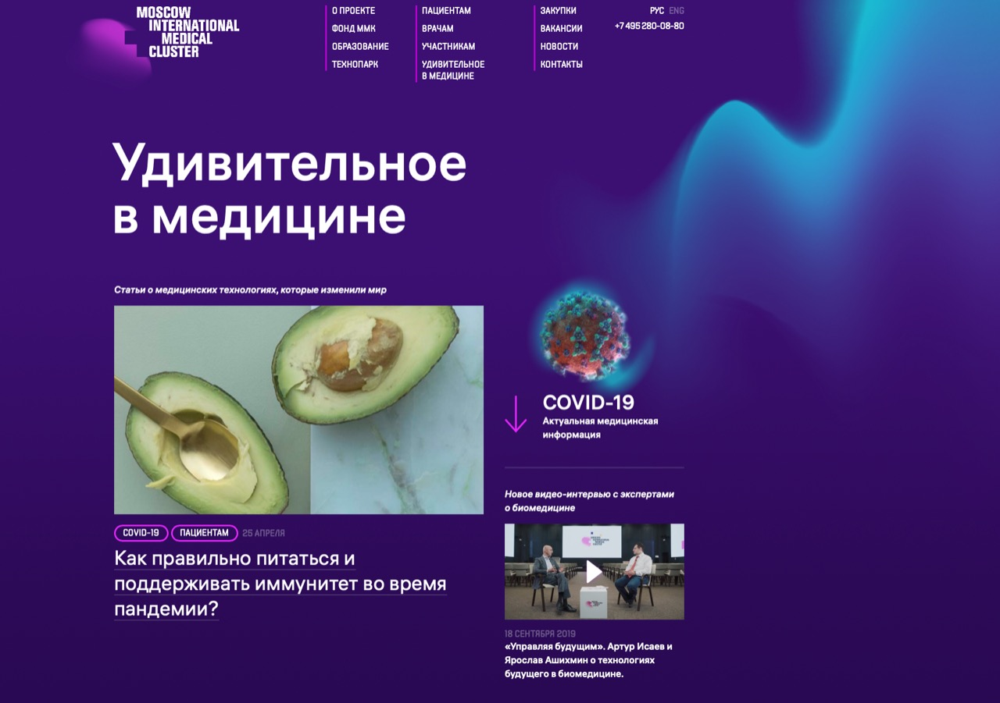 MOSCOW
INTERNATIONAL
MEDICAL
CLUSTER
О ПРОЕКТЕ
ФОНД ММК
ОБРАЗОВАНИЕ
ТЕХНОПАРК
ПАЦИЕНТАМ
ВРАЧАМ
УЧАСТНИКАМ
УДИВИТЕЛЬНОЕ
В МЕДИЦИНЕ
ЗАКУПКИ
ВАКАНСИИ
НОВОСТИ
КОНТАКТЫ
РУС ENG
+7 495 280-08-80
Удивительное
в медицине
Статьи о медицинских технологиях, которые изменили мир
COVID-19 ПАЦИЕНТАМ 25 АПРЕЛЯ
Как правильно питаться и
поддерживать иммунитет во время
пандемии?
COVID-19
Актуальная медицинская
информация
Новое видео-интервью с экспертами
о биомедицине
18 СЕНТЯБРЯ 2019
«Управляя будущим». Артур Исаев и
Ярослав Ашихмин о технологиях
будущего в биомедицине.